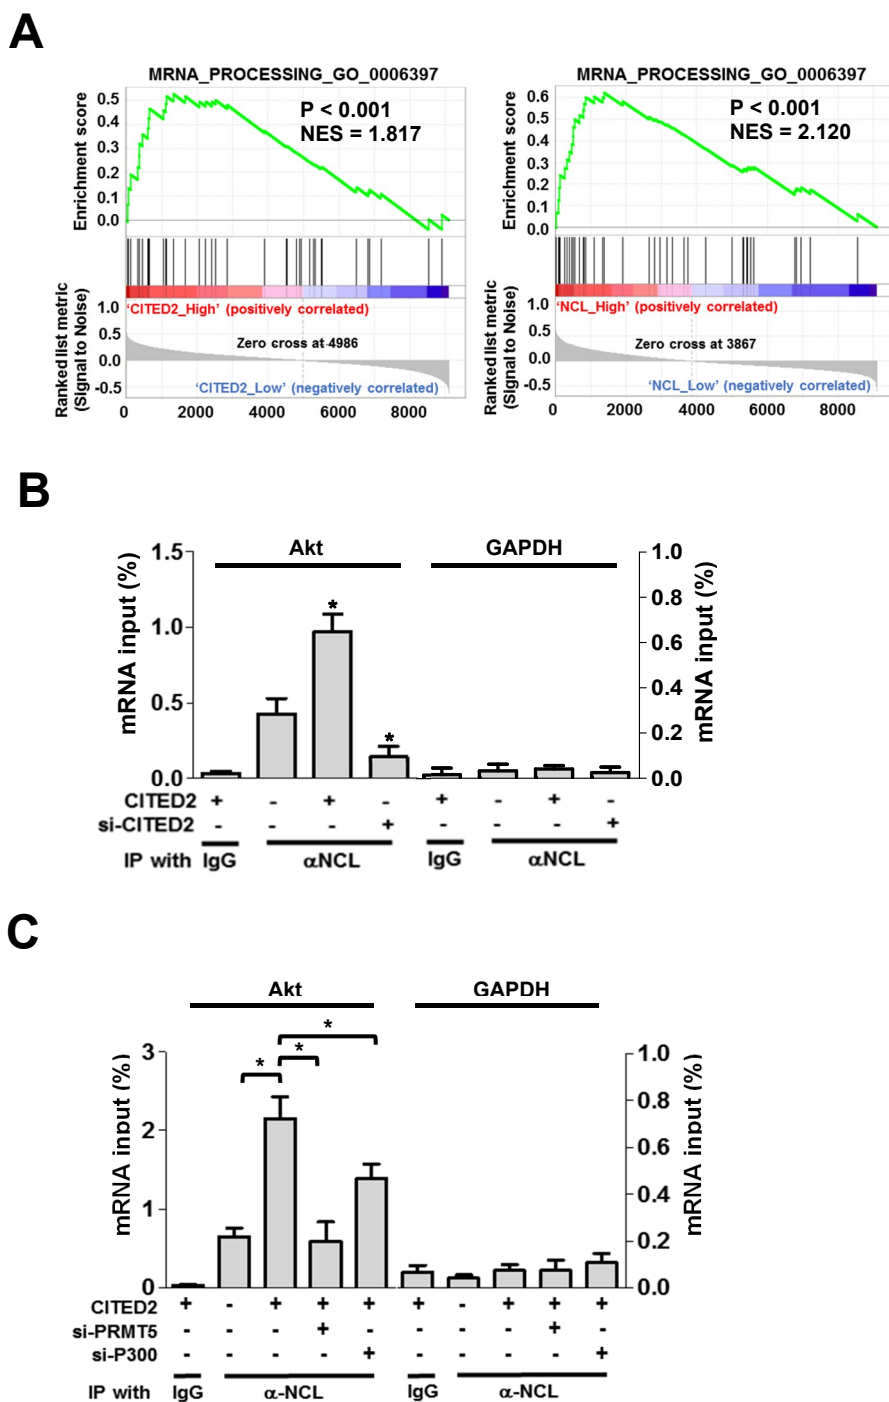 A
MRNA_PROCESSING_GO_0006397
Enrichment score
0.5
0.4
0.3
0.2
0.1
0.0
P < 0.001
NES = 1.817
Ranked list metric
(Signal to Noise)
1.0
0.5
0.0
-0.5
‘CITED2_High’ (positively correlated)
Zero cross at 4986
‘CITED2_Low’ (negatively correlated)
0 2000 4000 6000 8000
MRNA_PROCESSING_GO_0006397
Enrichment score
0.6
0.5
0.4
0.3
0.2
0.1
0.0
P < 0.001
NES = 2.120
Ranked list metric
(Signal to Noise)
1.0
0.5
0.0
-0.5
‘NCL_High’ (positively correlated)
Zero cross at 3867
‘NCL_Low’ (negatively correlated)
0 2000 4000 6000 8000
B
Akt GAPDH
mRNA input (%)
1.5
1.0
0.5
0.0
* *
1.0
0.8
0.6
0.4
0.2
0.0
mRNA input (%)
CITED2 + - + - + - + -
si-CITED2 - - - + - - - +
IP with IgG αNCL IgG αNCL
C
Akt GAPDH
mRNA input (%)
3
2
1
0
* * *
1.0
0.8
0.6
0.4
0.2
0.0
mRNA input (%)
CITED2 + - + + + + - + + +
si-PRMT5 - - - + - - - - + -
si-P300 - - - - + - - - - +
IP with IgG α-NCL IgG α-NCL